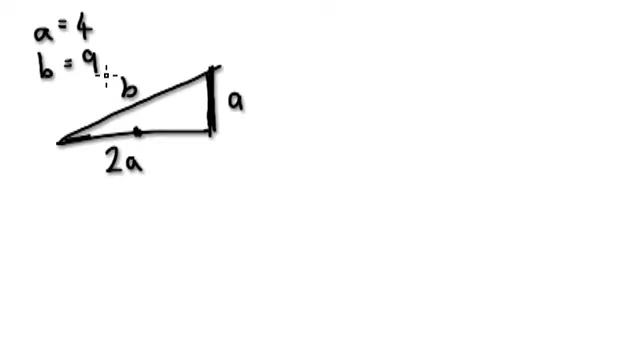 a = 4
b = 9
b
a
2a